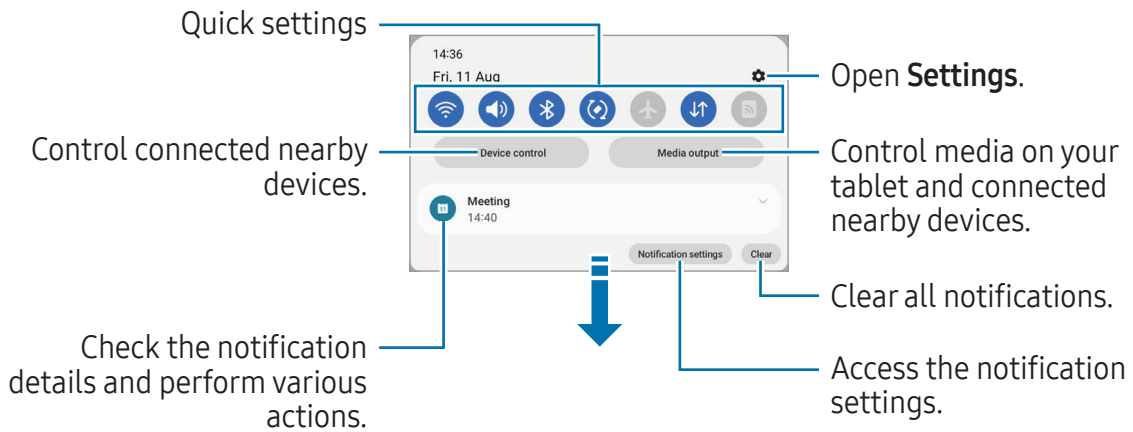 Quick settings
14:36
Fri, 11 Aug
Open Settings.
Control connected nearby
devices.
Device control
Media output
Control media on your
tablet and connected
nearby devices.
11
Meeting
14:40
Notification settings
Clear
Clear all notifications.
Check the notification
details and perform various
actions.
Access the notification
settings.